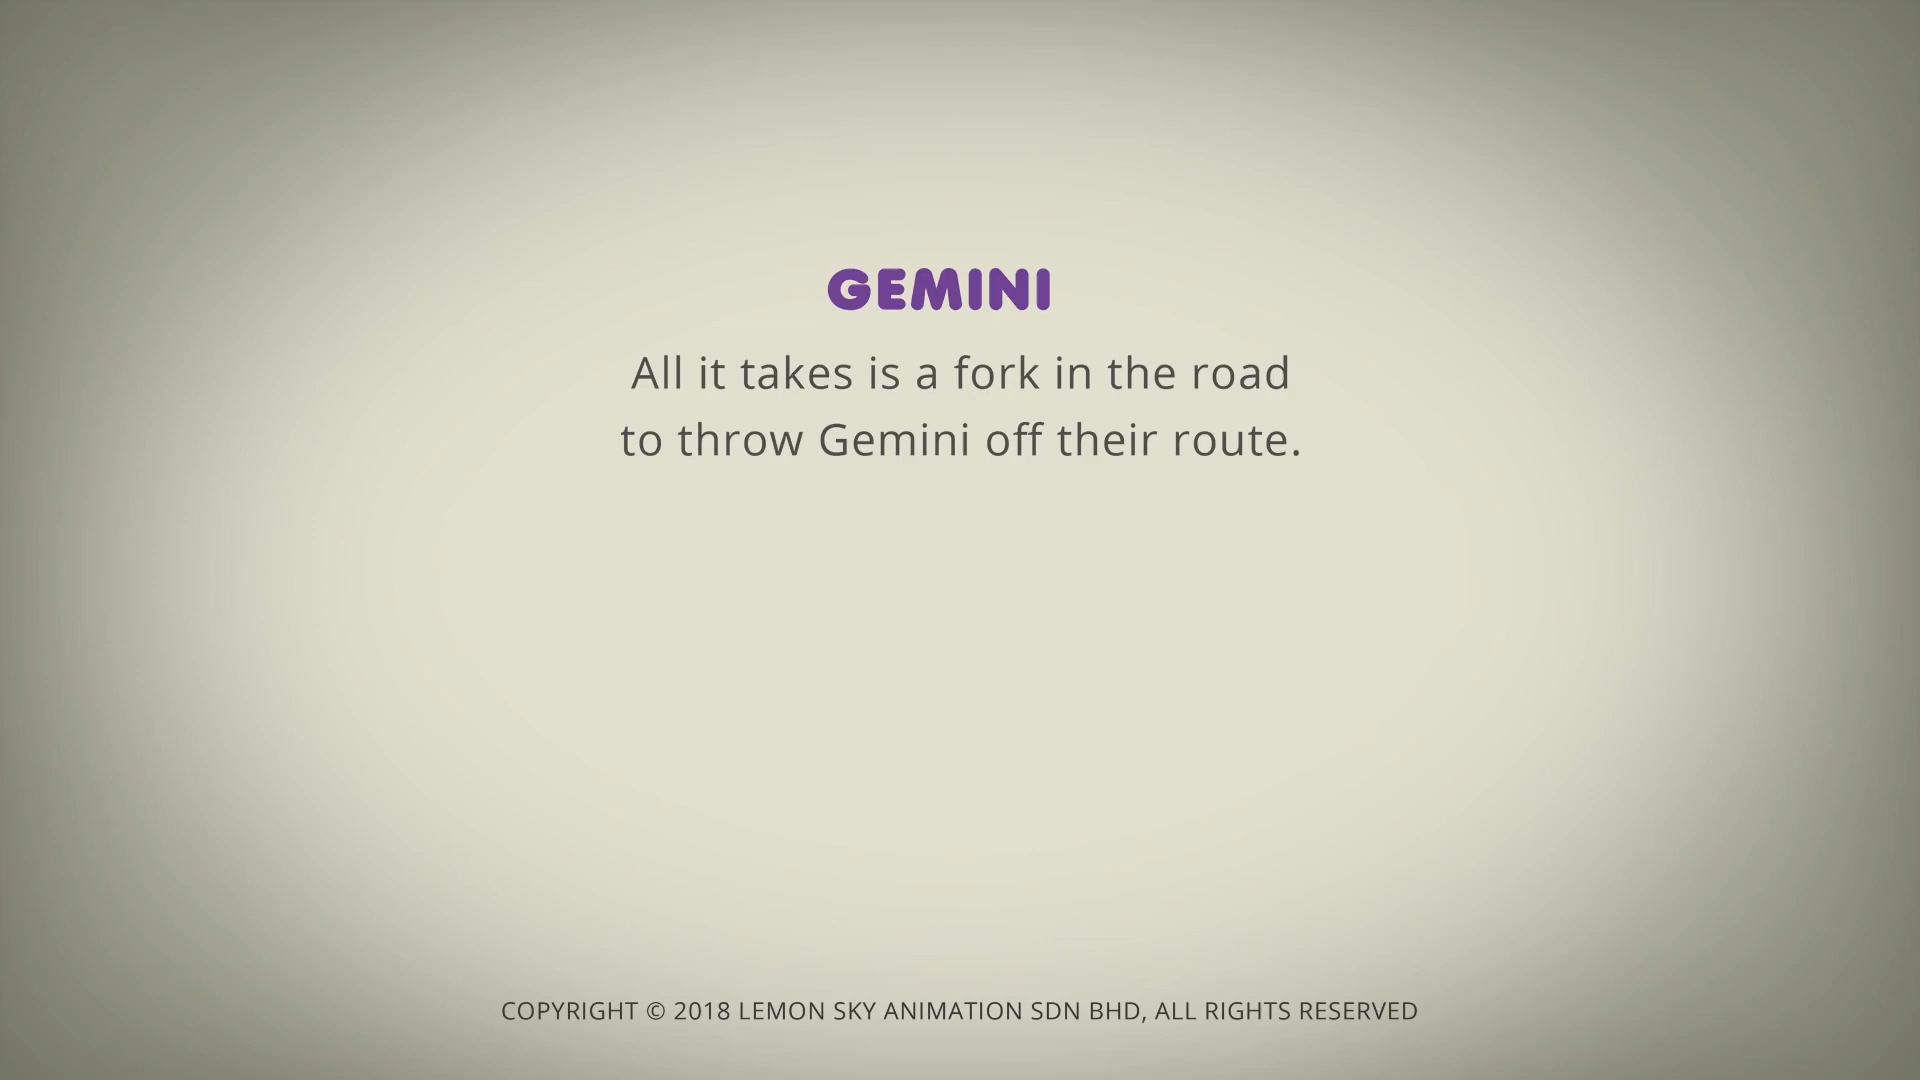 GEMINI
All it takes is a fork in the road
to throw Gemini off their route.
COPYRIGHT © 2018 LEMON SKY ANIMATION SDN BHD, ALL RIGHTS RESERVED